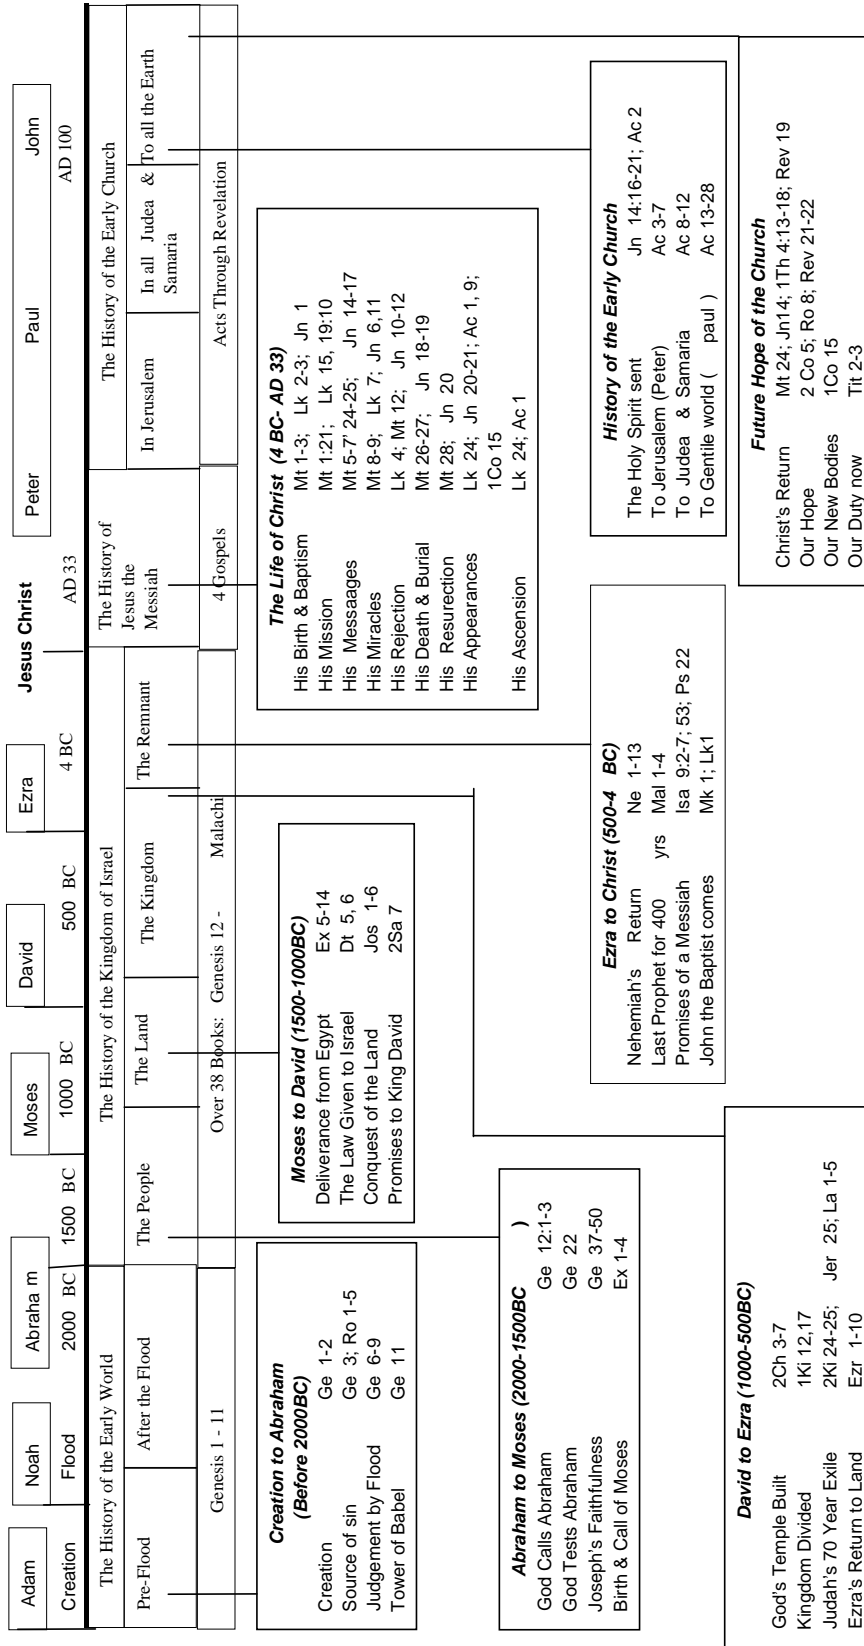 Adam Noah Abraha m Moses David Ezra Jesus Christ Peter Paul John
Creation Flood 2000 BC 1500 BC 1000 BC 500 BC 4 BC AD 33 AD 100
The History of the Early World
The History of the Kingdom of Israel
The History of
Jesus the
Messiah
The History of the Early Church
Pre-Flood
After the Flood
The People
The Land
The Kingdom
The Remnant
In Jerusalem
In all Judea &
Samaria
To all the Earth
Genesis 1 - 11
Over 38 Books: Genesis 12 - Malachi
4 Gospels
Acts Through Revelation
Creation to Abraham
(Before 2000BC)
Creation Ge 1-2
Source of sin Ge 3; Ro 1-5
Judgement by Flood Ge 6-9
Tower of Babel Ge 11
Moses to David (1500-1000BC)
Deliverance from Egypt Ex 5-14
The Law Given to Israel Dt 5, 6
Conquest of the Land Jos 1-6
Promises to King David 2Sa 7
The Life of Christ (4 BC- AD 33)
His Birth & Baptism Mt 1-3; Lk 2-3; Jn 1
His Mission Mt 1:21; Lk 15, 19:10
His Messaages Mt 5-7' 24-25; Jn 14-17
His Miracles Mt 8-9; Lk 7; Jn 6,11
His Rejection Lk 4; Mt 12; Jn 10-12
His Death & Burial Mt 26-27; Jn 18-19
His Resurection Mt 28; Jn 20
His Appearances Lk 24; Jn 20-21; Ac 1, 9;
1Co 15
His Ascension Lk 24; Ac 1
Abraham to Moses (2000-1500BC )
God Calls Abraham Ge 12:1-3
God Tests Abraham Ge 22
Joseph's Faithfulness Ge 37-50
Birth & Call of Moses Ex 1-4
Ezra to Christ (500-4 BC)
Nehemiah's Return Ne 1-13
Last Prophet for 400 yrs Mal 1-4
Promises of a Messiah Isa 9:2-7; 53; Ps 22
John the Baptist comes Mk 1; Lk1
History of the Early Church
The Holy Spirit sent Jn 14:16-21; Ac 2
To Jerusalem (Peter) Ac 3-7
To Judea & Samaria Ac 8-12
To Gentile world ( paul ) Ac 13-28
David to Ezra (1000-500BC)
God's Temple Built 2Ch 3-7
Kingdom Divided 1Ki 12,17
Judah's 70 Year Exile 2Ki 24-25; Jer 25; La 1-5
Ezra's Return to Land Ezr 1-10
Future Hope of the Church
Christ's Return Mt 24; Jn14; 1Th 4:13-18; Rev 19
Our Hope 2 Co 5; Ro 8; Rev 21-22
Our New Bodies 1Co 15
Our Duty now Tit 2-3